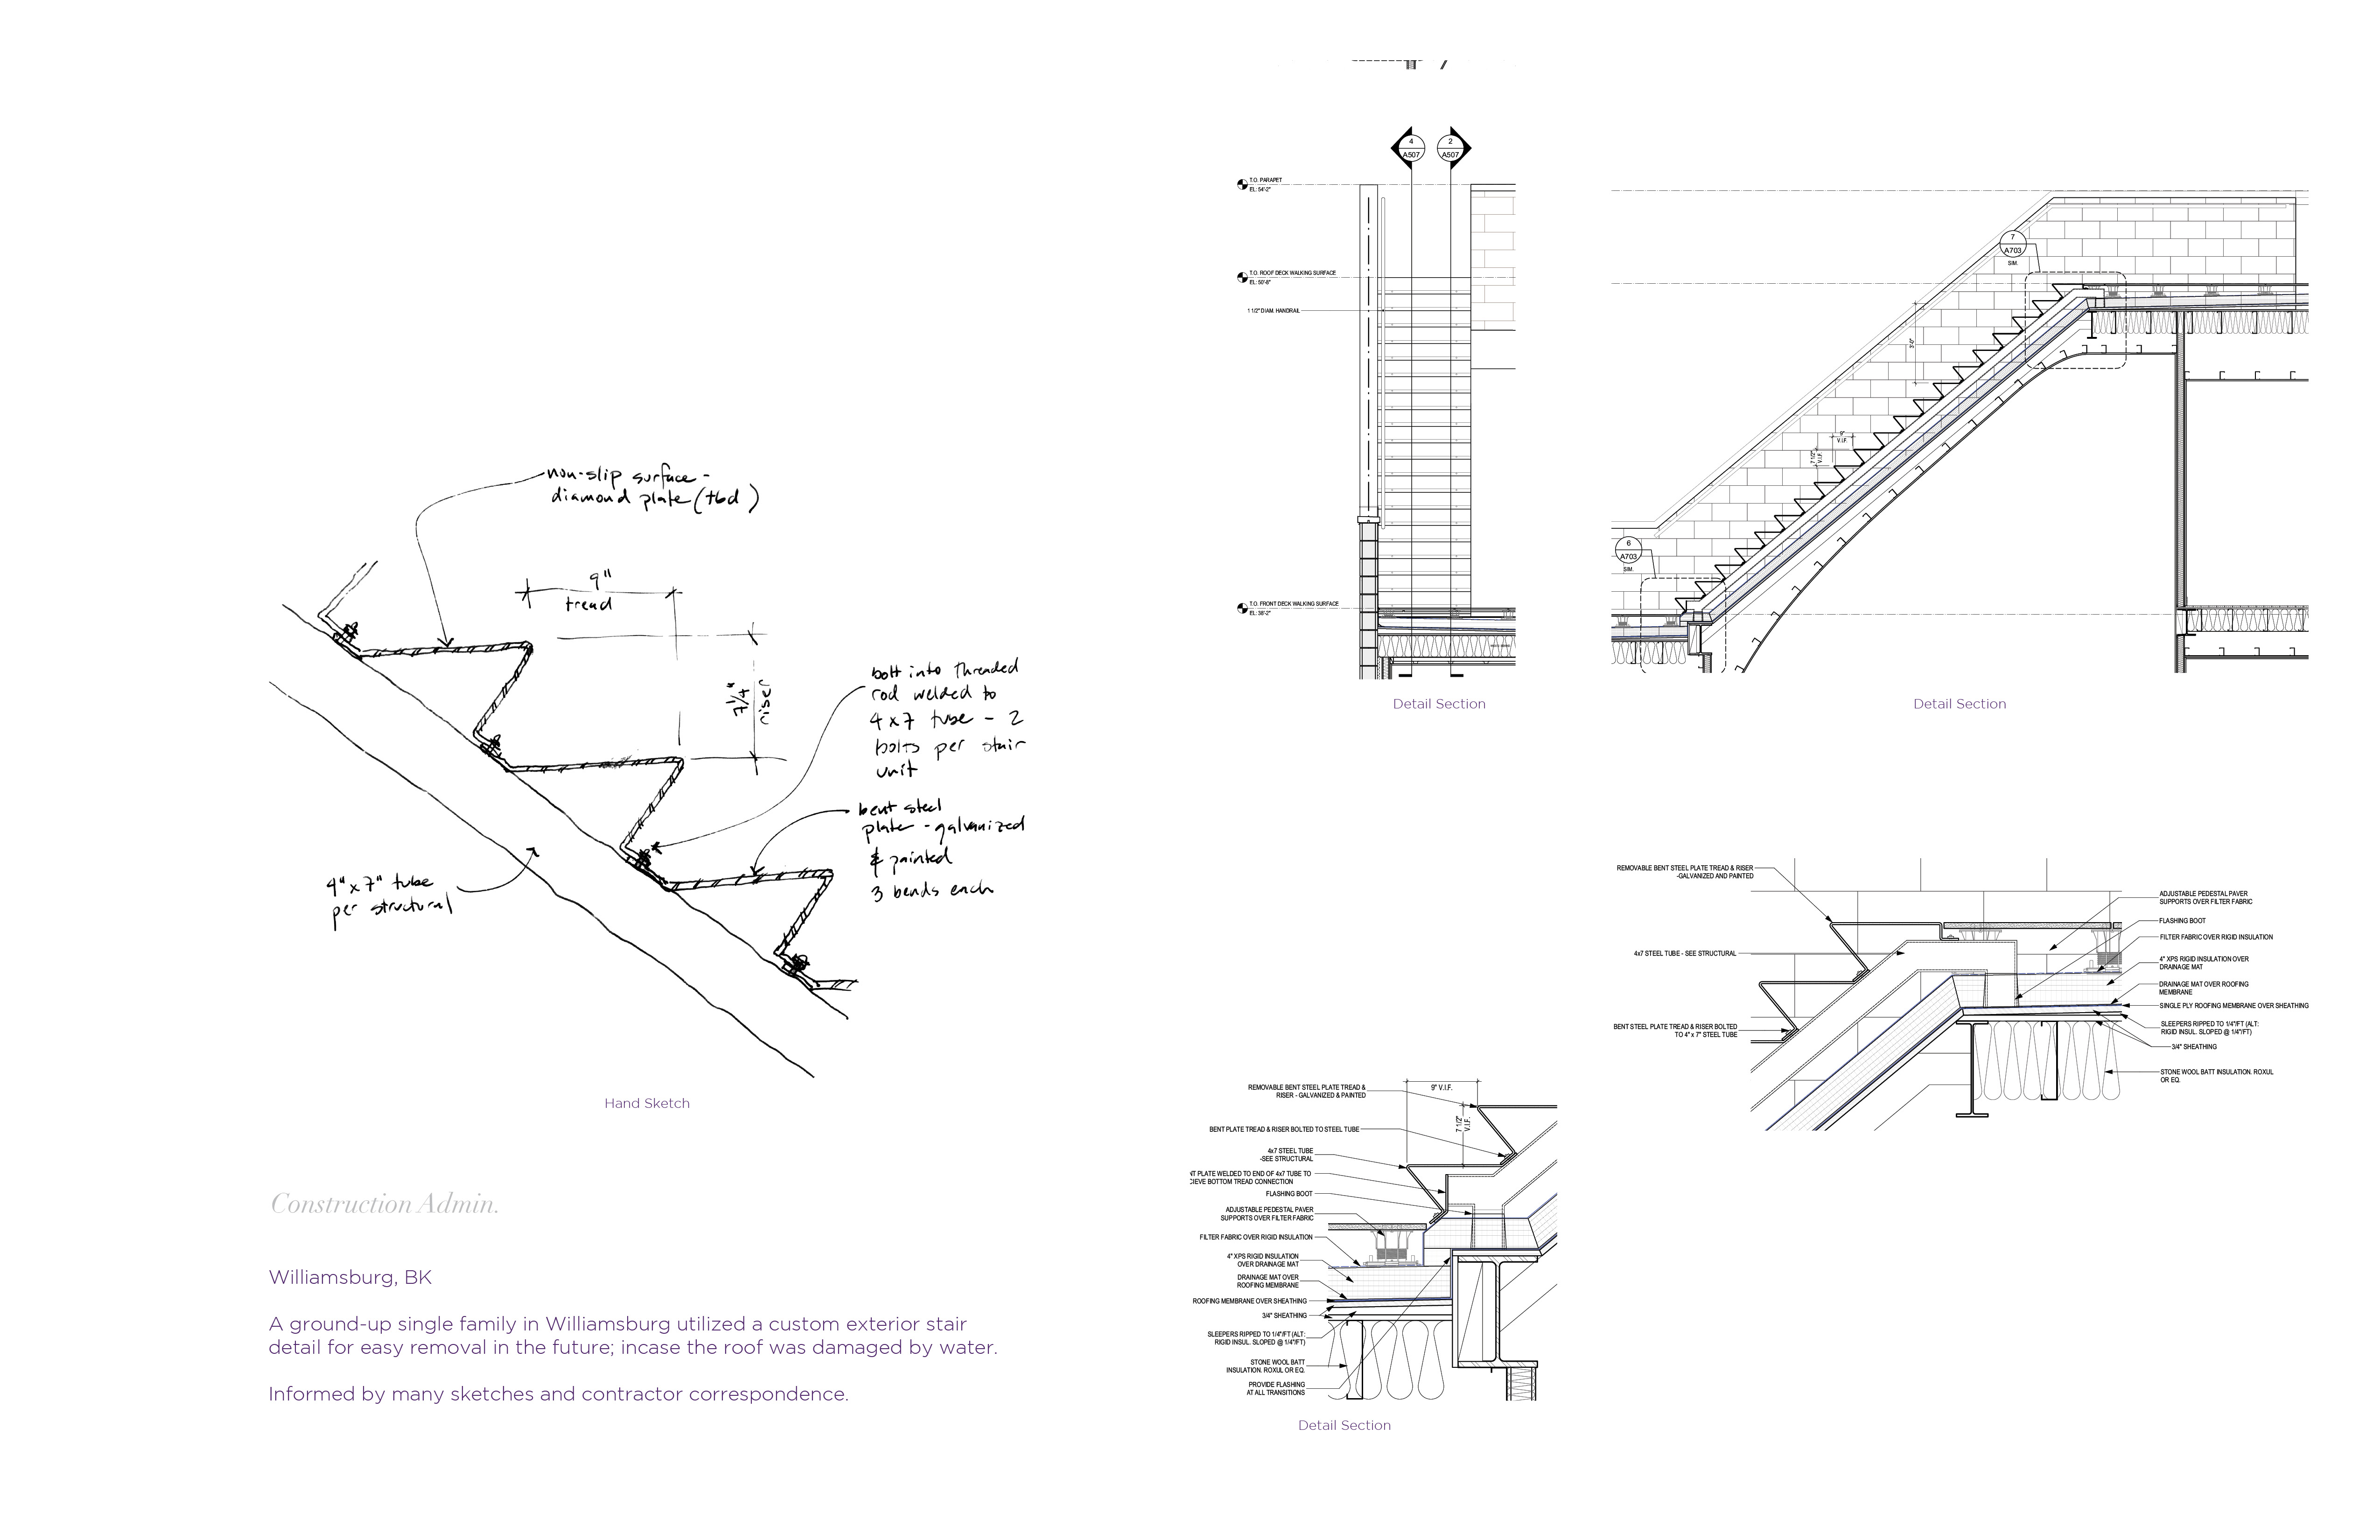 non-slip surface -
diamond plate (tbd)
9"
tread
7 1/4"
riser
bolt into threaded
rod welded to
4x7 tube - 2
bolts per stair
unit
bent steel
plate - galvanized
& painted
3 bends each
4" x 7" tube
per structural
Hand Sketch
Construction Admin.
Williamsburg, BK
A ground-up single family in Williamsburg utilized a custom exterior stair
detail for easy removal in the future; incase the roof was damaged by water.
Informed by many sketches and contractor correspondence.
4
A507
2
A507
T.O. PARAPET
EL: 54'-2"
T.O. ROOF DECK WALKING SURFACE
EL: 50'-8"
1 1/2" DIAM. HANDRAIL
T.O. FRONT DECK WALKING SURFACE
EL: 38'-2"
Detail Section
7
A703
SIM.
3'-0"
9"
V.I.F.
7 1/2"
V.I.F.
6
A703
SIM.
Detail Section
REMOVABLE BENT STEEL PLATE TREAD & RISER
-GALVANIZED AND PAINTED
4x7 STEEL TUBE - SEE STRUCTURAL
BENT STEEL PLATE TREAD & RISER BOLTED
TO 4" x 7" STEEL TUBE
ADJUSTABLE PEDESTAL PAVER
SUPPORTS OVER FILTER FABRIC
FLASHING BOOT
FILTER FABRIC OVER RIGID INSULATION
4" XPS RIGID INSULATION OVER
DRAINAGE MAT
DRAINAGE MAT OVER ROOFING
MEMBRANE
SINGLE PLY ROOFING MEMBRANE OVER SHEATHING
SLEEPERS RIPPED TO 1/4"/FT (ALT:
RIGID INSUL. SLOPED @ 1/4"/FT)
3/4" SHEATHING
STONE WOOL BATT INSULATION. ROXUL
OR EQ.
REMOVABLE BENT STEEL PLATE TREAD &
RISER - GALVANIZED & PAINTED
9" V.I.F.
7 1/2"
V.I.F.
BENT PLATE TREAD & RISER BOLTED TO STEEL TUBE
4x7 STEEL TUBE
-SEE STRUCTURAL
NT PLATE WELDED TO END OF 4x7 TUBE TO
CIEVE BOTTOM TREAD CONNECTION
FLASHING BOOT
ADJUSTABLE PEDESTAL PAVER
SUPPORTS OVER FILTER FABRIC
FILTER FABRIC OVER RIGID INSULATION
4" XPS RIGID INSULATION
OVER DRAINAGE MAT
DRAINAGE MAT OVER
ROOFING MEMBRANE
ROOFING MEMBRANE OVER SHEATHING
3/4" SHEATHING
SLEEPERS RIPPED TO 1/4"/FT (ALT:
RIGID INSUL. SLOPED @ 1/4"/FT)
STONE WOOL BATT
INSULATION. ROXUL OR EQ.
PROVIDE FLASHING
AT ALL TRANSITIONS
Detail Section